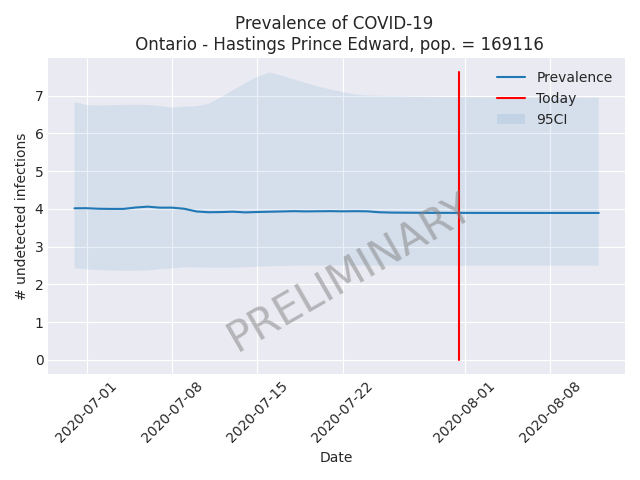 Prevalence of COVID-19
Ontario - Hastings Prince Edward, pop. = 169116
Prevalence
Today
95CI
# undetected infections
7
6
5
4
3
2
1
0
PRELIMINARY
2020-07-01
2020-07-08
2020-07-15
2020-07-22
2020-08-01
2020-08-08
Date